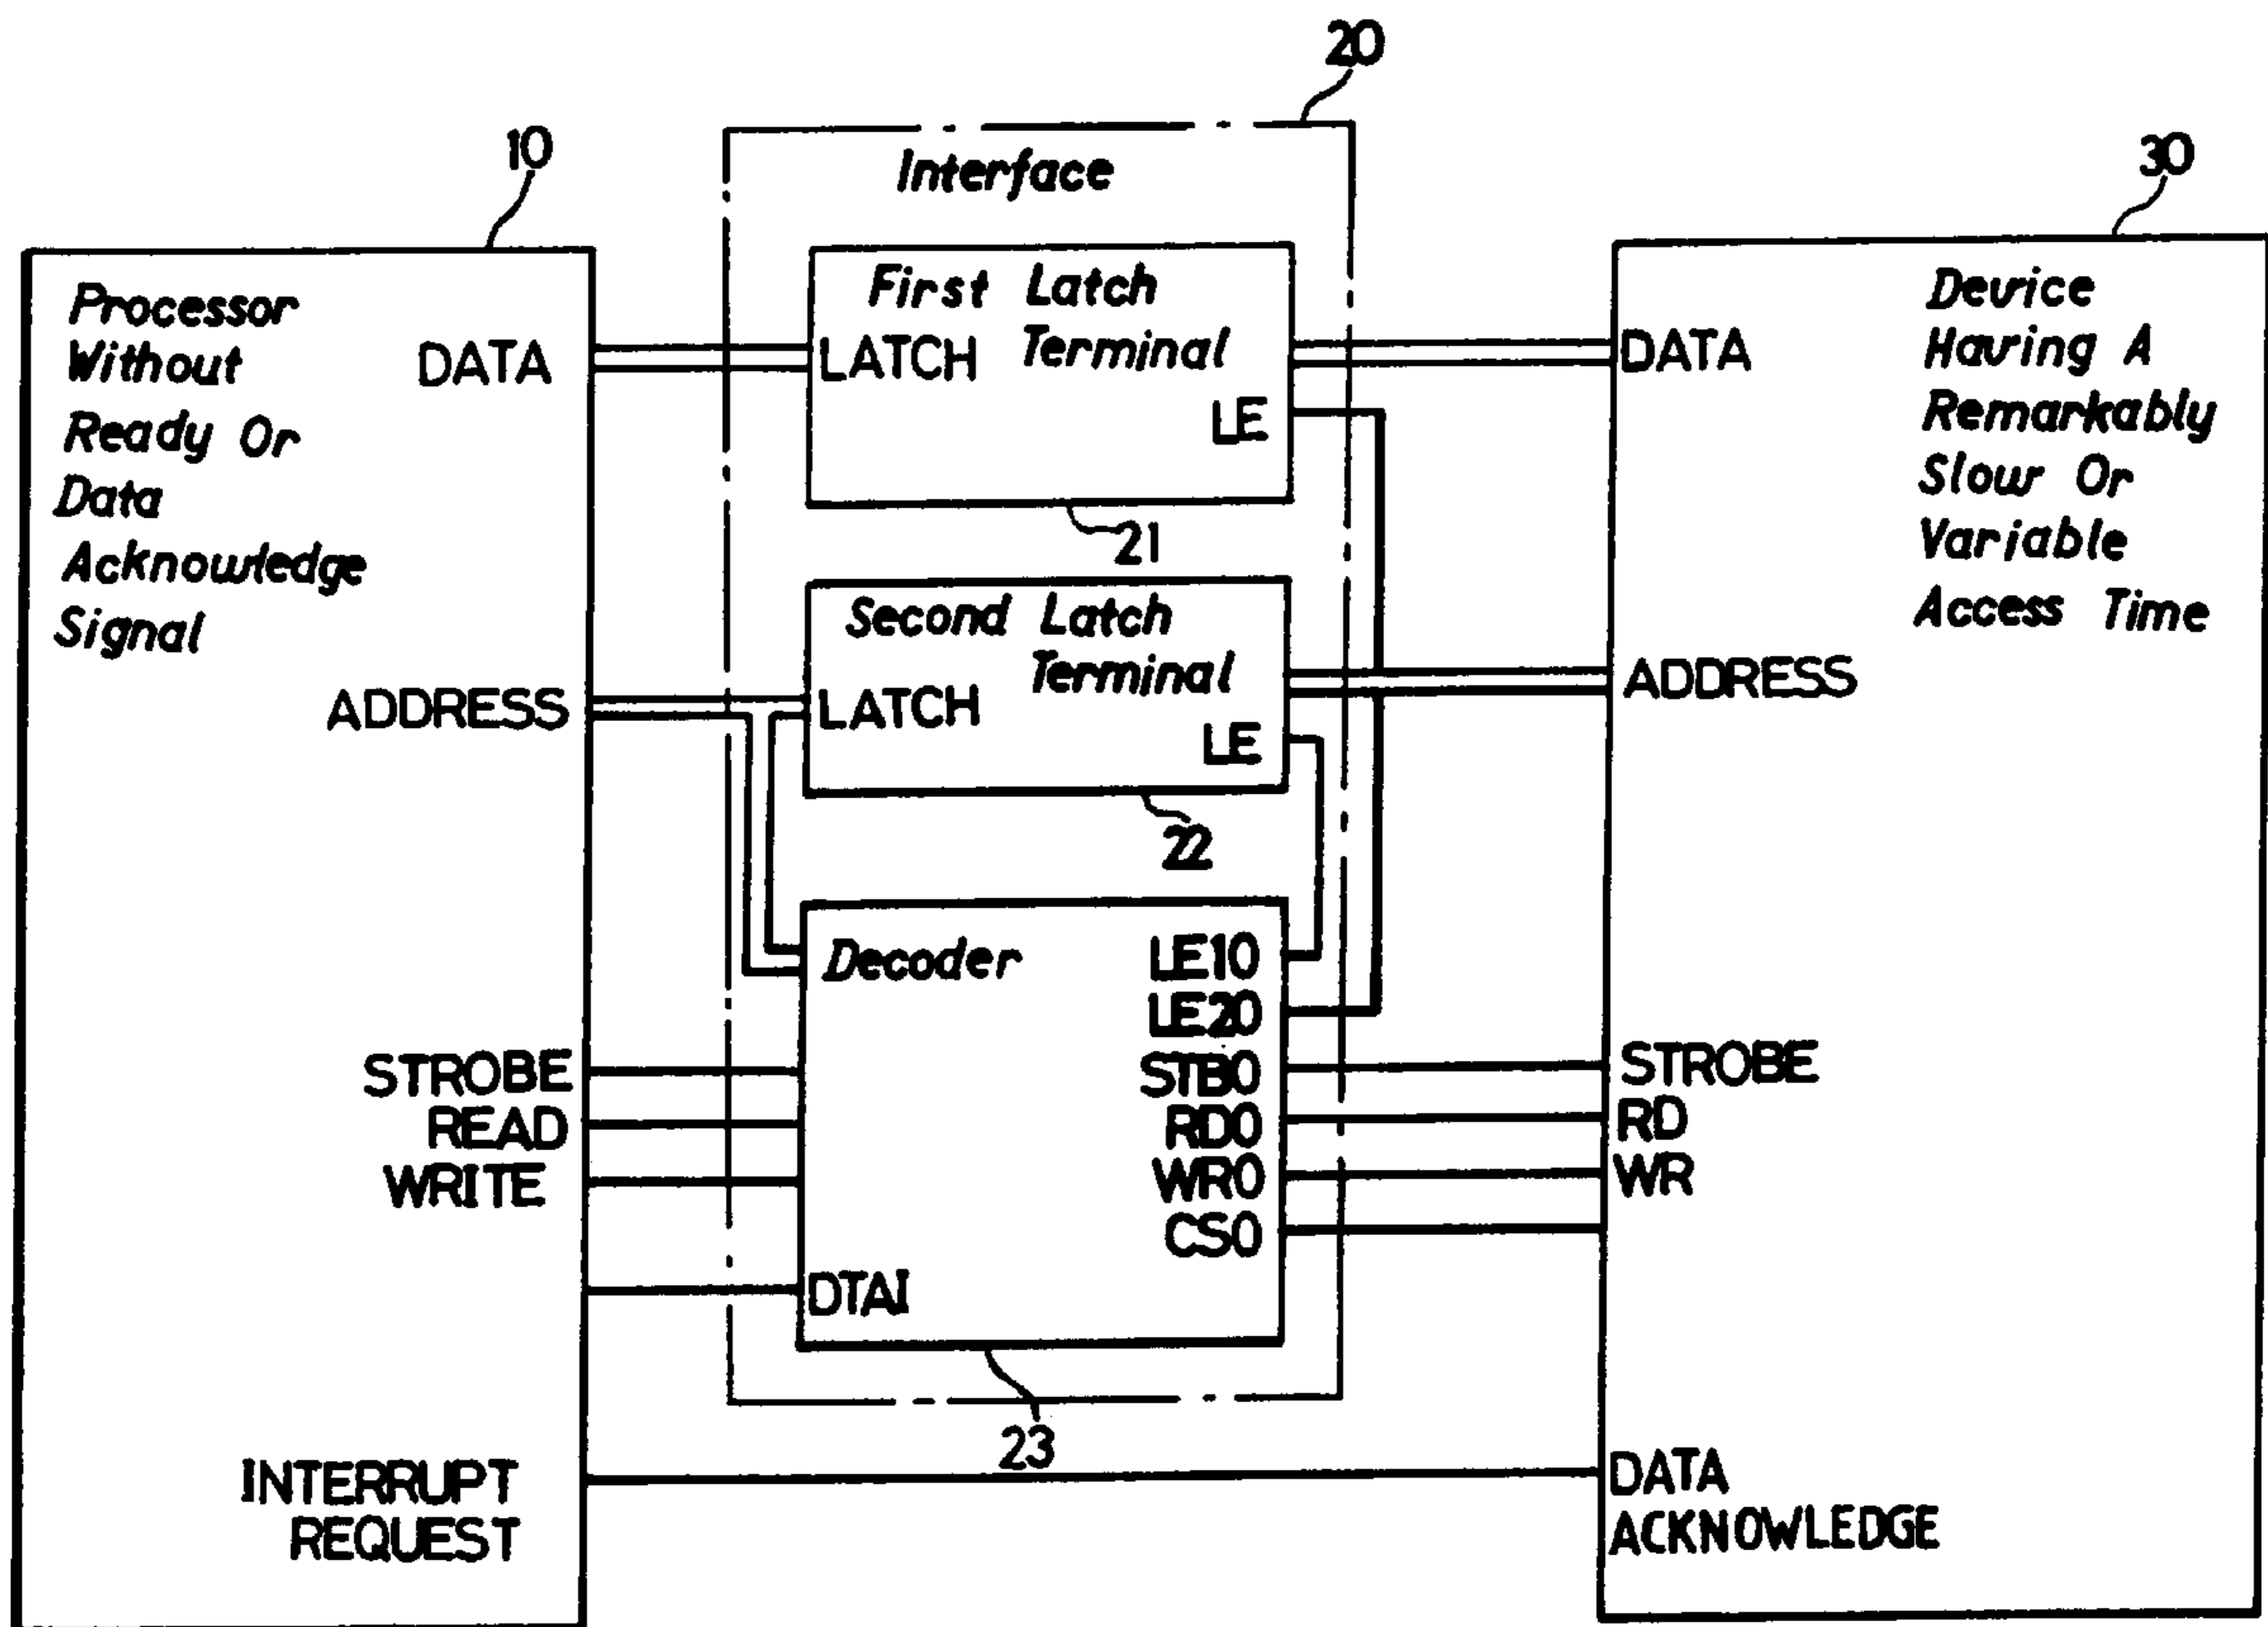 20
10
Interface
30
Processor
Without
Ready Or
Data
Acknowledge
Signal
DATA
ADDRESS
STROBE
READ
WRITE
INTERRUPT
REQUEST
First Latch
LATCH Terminal
LE
21
Second Latch
Terminal
LATCH
LE
22
Decoder
LE10
LE20
STB0
RD0
WR0
CS0
DTAI
23
Device
Having A
Remarkably
Slow Or
Variable
Access Time
DATA
ADDRESS
STROBE
RD
WR
DATA
ACKNOWLEDGE